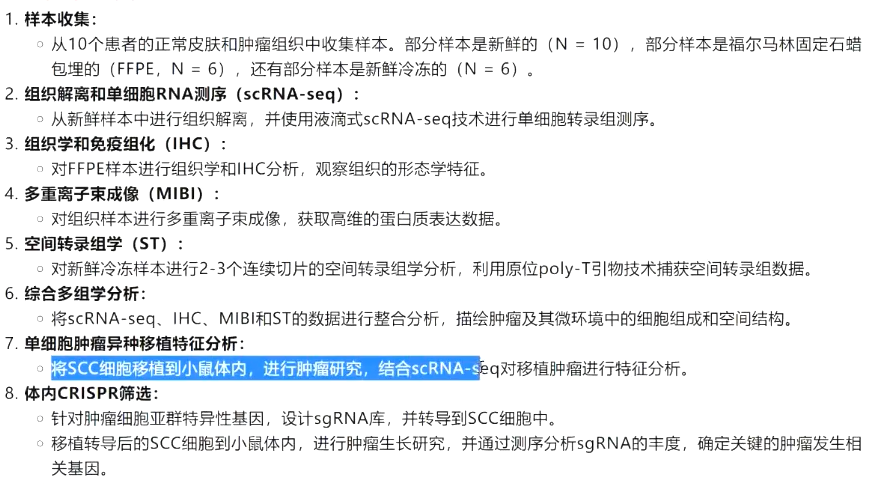 1. 样本收集：
○ 从10个患者的正常皮肤和肿瘤组织中收集样本。部分样本是新鲜的（N = 10），部分样本是福尔马林固定石蜡
包埋的（FFPE，N = 6），还有部分样本是新鲜冷冻的（N = 6）。
2. 组织解离和单细胞RNA测序（scRNA-seq）：
○ 从新鲜样本中进行组织解离，并使用液滴式scRNA-seq技术进行单细胞转录组测序。
3. 组织学和免疫组化（IHC）：
○ 对FFPE样本进行组织学和IHC分析，观察组织的形态学特征。
4. 多重离子束成像（MIBI）：
○ 对组织样本进行多重离子束成像，获取高维的蛋白质表达数据。
5. 空间转录组学（ST）：
○ 对新鲜冷冻样本进行2-3个连续切片的空间转录组学分析，利用原位poly-T引物技术捕获空间转录组数据。
6. 综合多组学分析：
○ 将scRNA-seq、IHC、MIBI和ST的数据进行整合分析，描绘肿瘤及其微环境中的细胞组成和空间结构。
7. 单细胞肿瘤异种移植特征分析：
○ 将SCC细胞移植到小鼠体内，进行肿瘤研究，结合scRNA-seq对移植肿瘤进行特征分析。
8. 体内CRISPR筛选：
○ 针对肿瘤细胞亚群特异性基因，设计sgRNA库，并转导到SCC细胞中。
○ 移植转导后的SCC细胞到小鼠体内，进行肿瘤生长研究，并通过测序分析sgRNA的丰度，确定关键的肿瘤发生相
关基因。